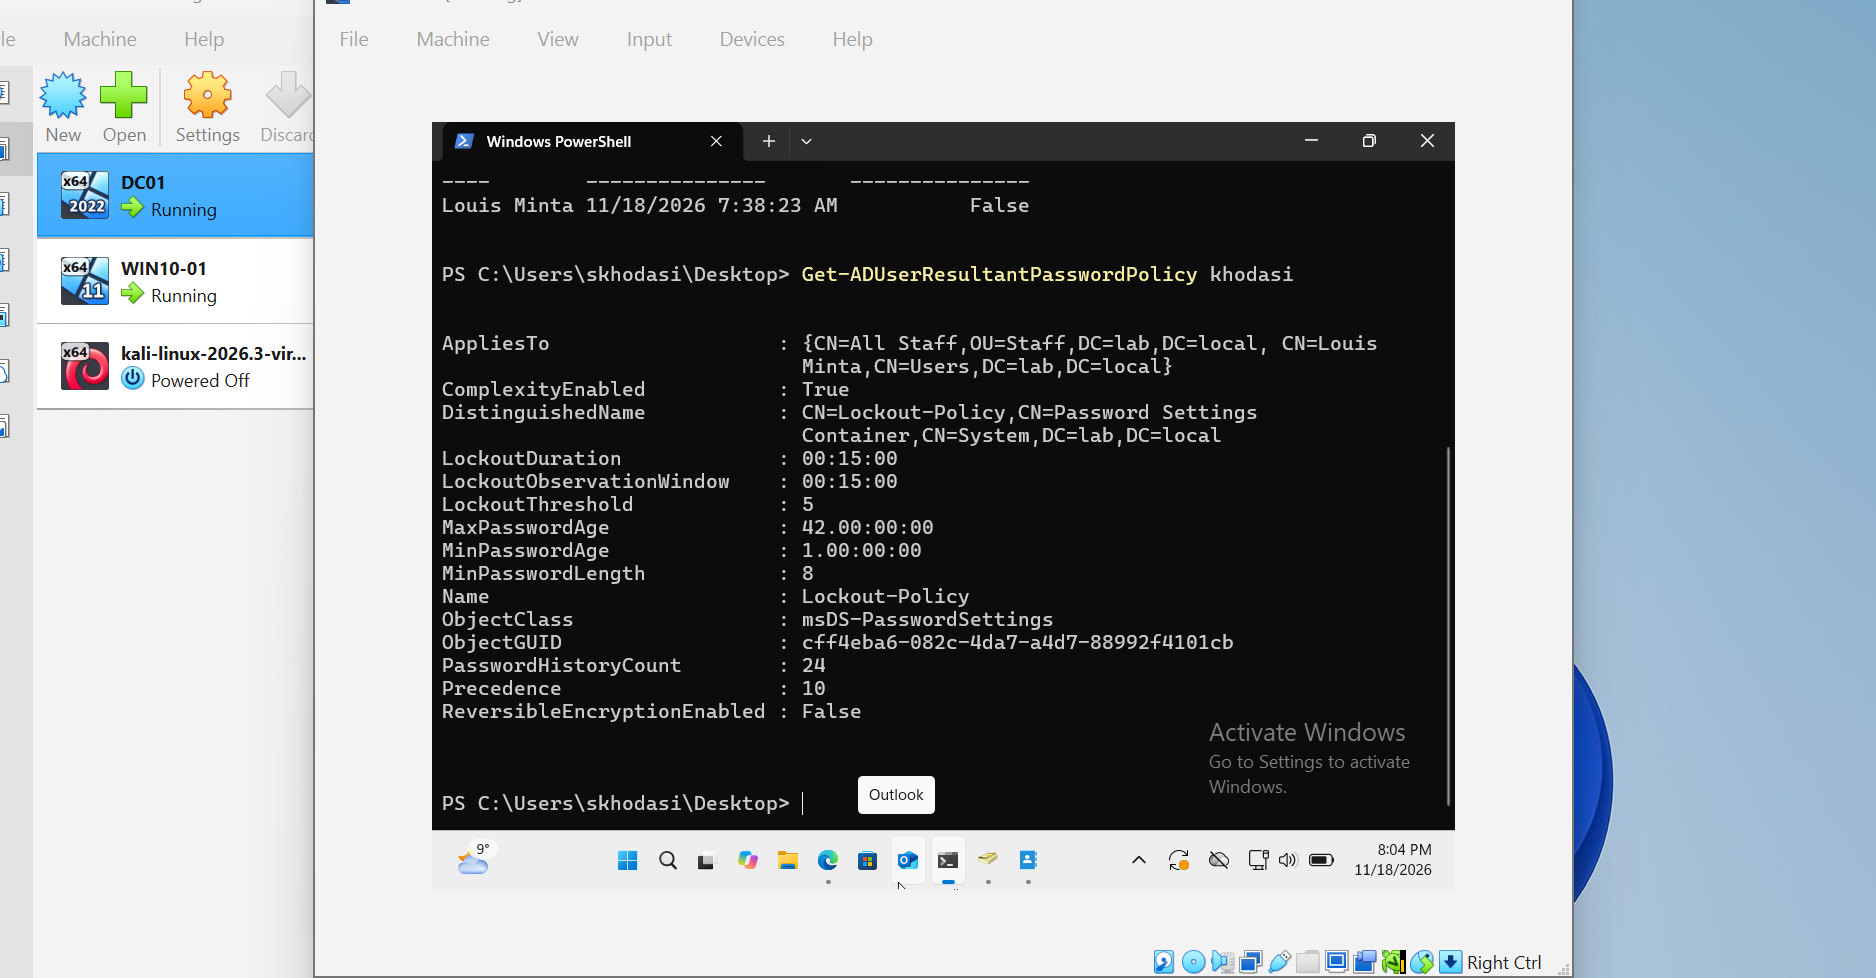 Machine
Help
New
Open
Settings
x64
2022
DC01
Running
x64
11
WIN10-01
Running
x64
kali-linux-2026.3-vir...
Powered Off
File
Machine
View
Input
Devices
Help
Windows PowerShell
---- --------------- ---------------
Louis Minta 11/18/2026 7:38:23 AM False
PS C:\Users\skhodasi\Desktop> Get-ADUserResultantPasswordPolicy khodasi
AppliesTo : {CN=All Staff,OU=Staff,DC=lab,DC=local, CN=Louis
Minta,CN=Users,DC=lab,DC=local}
ComplexityEnabled : True
DistinguishedName : CN=Lockout-Policy,CN=Password Settings
Container,CN=System,DC=lab,DC=local
LockoutDuration : 00:15:00
LockoutObservationWindow : 00:15:00
LockoutThreshold : 5
MaxPasswordAge : 42.00:00:00
MinPasswordAge : 1.00:00:00
MinPasswordLength : 8
Name : Lockout-Policy
ObjectClass : msDS-PasswordSettings
ObjectGUID : cff4eba6-082c-4da7-a4d7-88992f4101cb
PasswordHistoryCount : 24
Precedence : 10
ReversibleEncryptionEnabled : False
PS C:\Users\skhodasi\Desktop>
Outlook
Activate Windows
Go to Settings to activate
Windows.
9°
8:04 PM
11/18/2026
Right Ctrl